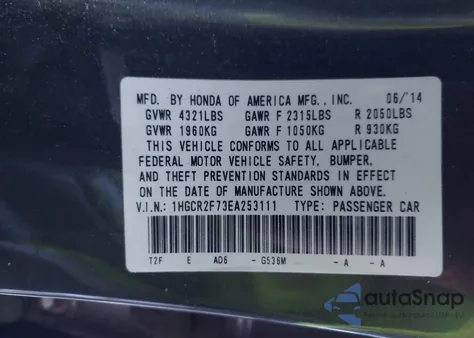 MFD. BY HONDA OF AMERICA MFG., INC. 06/'14
GVWR 4321LBS GAWR F 2315LBS R 2050LBS
GVWR 1960KG GAWR F 1050KG R 930KG
THIS VEHICLE CONFORMS TO ALL APPLICABLE
FEDERAL MOTOR VEHICLE SAFETY, BUMPER,
AND THEFT PREVENTION STANDARDS IN EFFECT
ON THE DATE OF MANUFACTURE SHOWN ABOVE.
V.I.N.: 1HGCR2F73EA253111 TYPE: PASSENGER CAR
T2F E AD6 - G536M - A - A
autoSnap